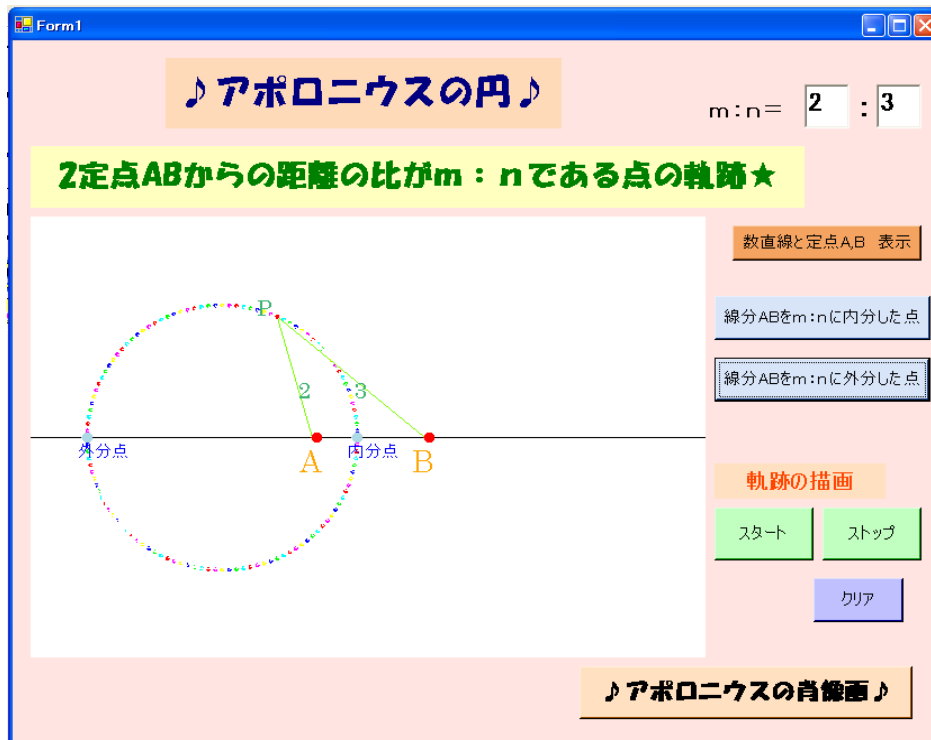 Form1
♪アポロニウスの円♪
m:n= 2 : 3
2定点ABからの距離の比がm:nである点の軌跡★
数直線と定点A,B 表示
線分ABをm:nに内分した点
線分ABをm:nに外分した点
P
2 3
外分点 内分点
A B
軌跡の描画
スタート ストップ
クリア
♪アポロニウスの肖像画♪